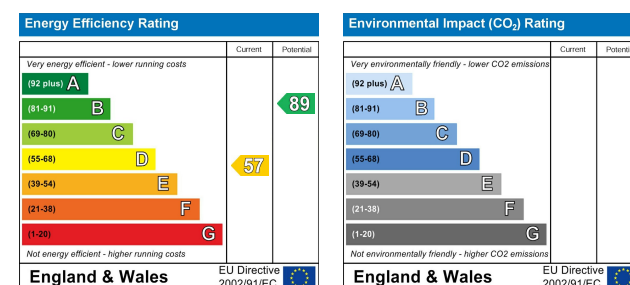 Energy Efficiency Rating
Current Potential
Very energy efficient - lower running costs
(92 plus) A
(81-91) B
89
(69-80) C
(55-68) D
57
(39-54) E
(21-38) F
(1-20) G
Not energy efficient - higher running costs
England & Wales
EU Directive
2002/91/EC
Environmental Impact (CO₂) Rating
Current Potential
Very environmentally friendly - lower CO2 emissions
(92 plus) A
(81-91) B
(69-80) C
(55-68) D
(39-54) E
(21-38) F
(1-20) G
Not environmentally friendly - higher CO2 emissions
England & Wales
EU Directive
2002/91/EC